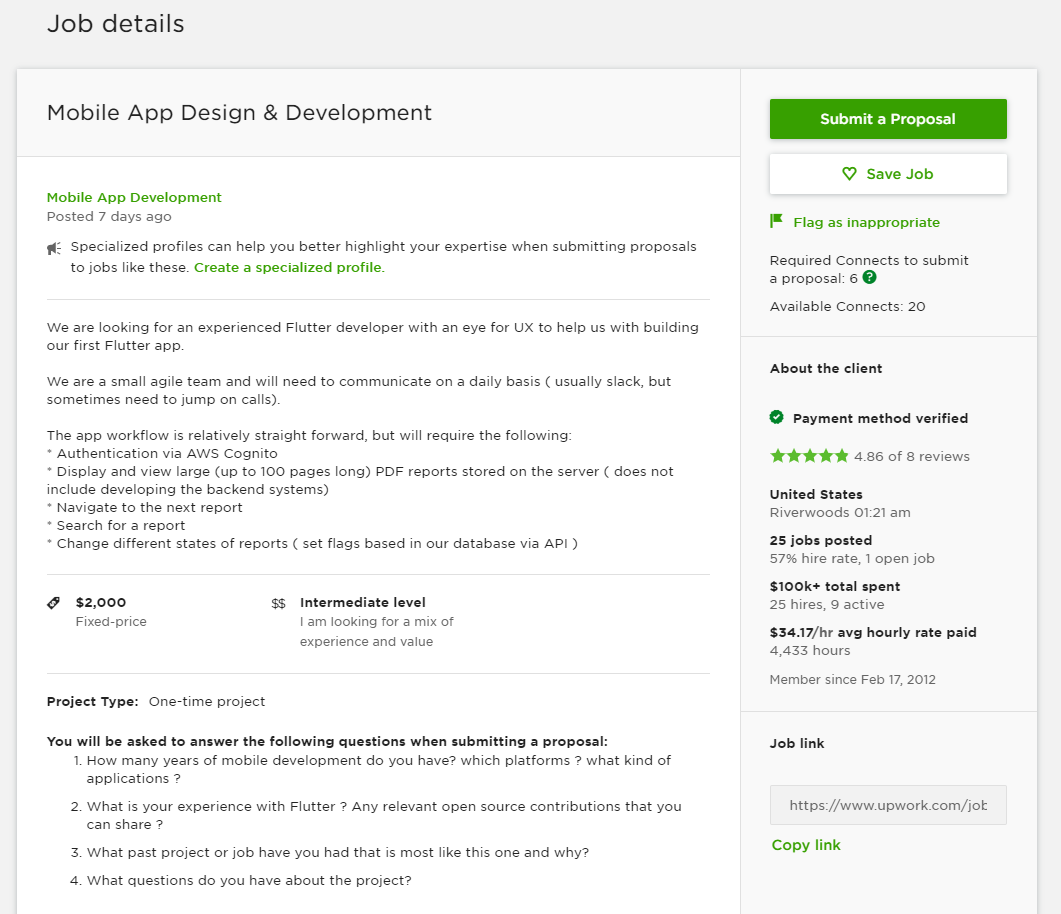 Job details
Mobile App Design & Development
Mobile App Development
Posted 7 days ago
Specialized profiles can help you better highlight your expertise when submitting proposals
to jobs like these. Create a specialized profile.
We are looking for an experienced Flutter developer with an eye for UX to help us with building
our first Flutter app.
We are a small agile team and will need to communicate on a daily basis ( usually slack, but
sometimes need to jump on calls).
The app workflow is relatively straight forward, but will require the following:
* Authentication via AWS Cognito
* Display and view large (up to 100 pages long) PDF reports stored on the server ( does not
include developing the backend systems)
* Navigate to the next report
* Search for a report
* Change different states of reports ( set flags based in our database via API )
$2,000
Fixed-price
$$ Intermediate level
I am looking for a mix of
experience and value
Project Type: One-time project
You will be asked to answer the following questions when submitting a proposal:
1. How many years of mobile development do you have? which platforms ? what kind of
applications ?
2. What is your experience with Flutter ? Any relevant open source contributions that you
can share ?
3. What past project or job have you had that is most like this one and why?
4. What questions do you have about the project?
Submit a Proposal
Save Job
Flag as inappropriate
Required Connects to submit
a proposal: 6 ?
Available Connects: 20
About the client
Payment method verified
4.86 of 8 reviews
United States
Riverwoods 01:21 am
25 jobs posted
57% hire rate, 1 open job
$100k+ total spent
25 hires, 9 active
$34.17/hr avg hourly rate paid
4,433 hours
Member since Feb 17, 2012
Job link
https://www.upwork.com/job
Copy link